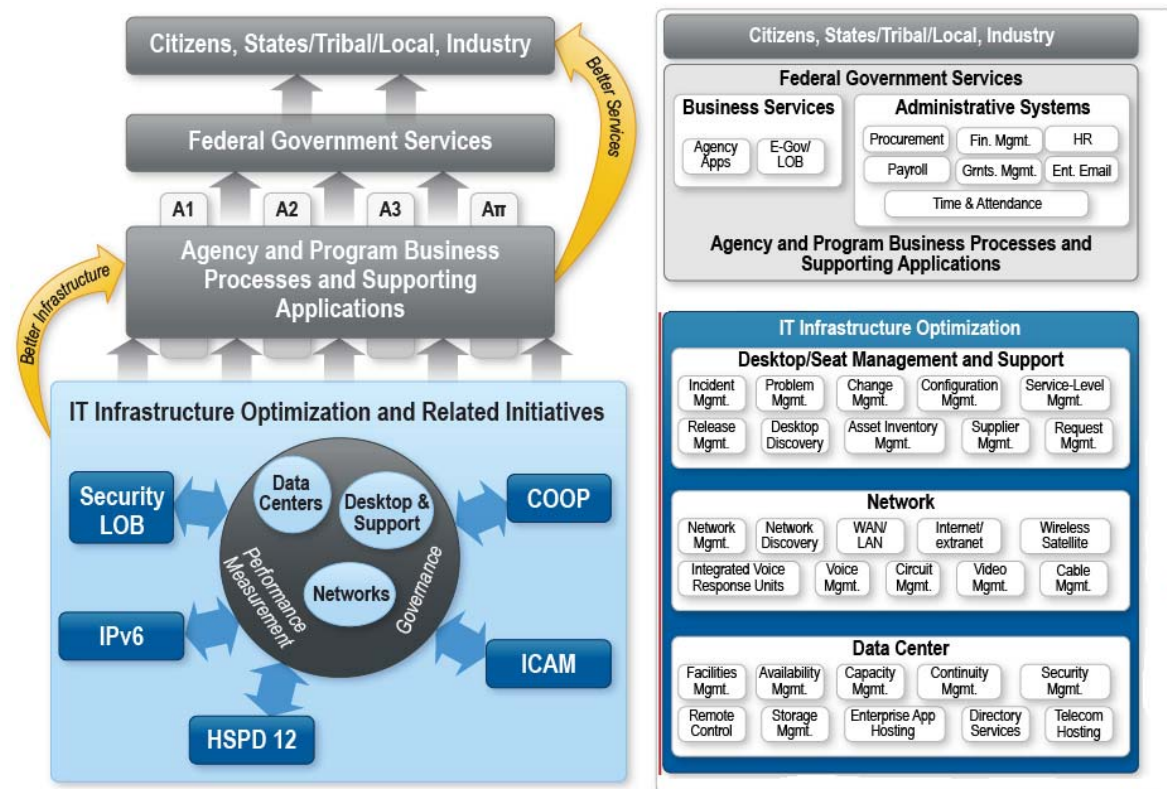 Citizens, States/Tribal/Local, Industry
Better Services
Federal Government Services
A1
A2
A3
Aπ
Agency and Program Business
Processes and Supporting
Applications
Better Infrastructure
IT Infrastructure Optimization and Related Initiatives
Data
Centers
Desktop &
Support
Networks
Performance
Measurement
Governance
Security
LOB
COOP
IPv6
ICAM
HSPD 12
Citizens, States/Tribal/Local, Industry
Federal Government Services
Business Services
Agency
Apps
E-Gov/
LOB
Administrative Systems
Procurement
Fin. Mgmt.
HR
Payroll
Grnts. Mgmt.
Ent. Email
Time & Attendance
Agency and Program Business Processes and
Supporting Applications
IT Infrastructure Optimization
Desktop/Seat Management and Support
Incident
Mgmt.
Problem
Mgmt.
Change
Mgmt.
Configuration
Mgmt.
Service-Level
Mgmt.
Release
Mgmt.
Desktop
Discovery
Asset Inventory
Mgmt.
Supplier
Mgmt.
Request
Mgmt.
Network
Network
Mgmt.
Network
Discovery
WAN/
LAN
Internet/
extranet
Wireless
Satellite
Integrated Voice
Response Units
Voice
Mgmt.
Circuit
Mgmt.
Video
Mgmt.
Cable
Mgmt.
Data Center
Facilities
Mgmt.
Availability
Mgmt.
Capacity
Mgmt.
Continuity
Mgmt.
Security
Mgmt.
Remote
Control
Storage
Mgmt.
Enterprise App
Hosting
Directory
Services
Telecom
Hosting